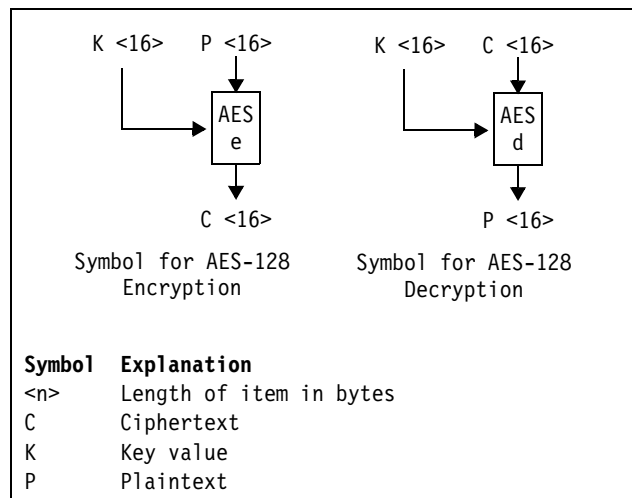 K <16> P <16> K <16> C <16>
AES AES
e d
C <16> P <16>
Symbol for AES-128 Symbol for AES-128
Encryption Decryption
Symbol Explanation
<n> Length of item in bytes
C Ciphertext
K Key value
P Plaintext